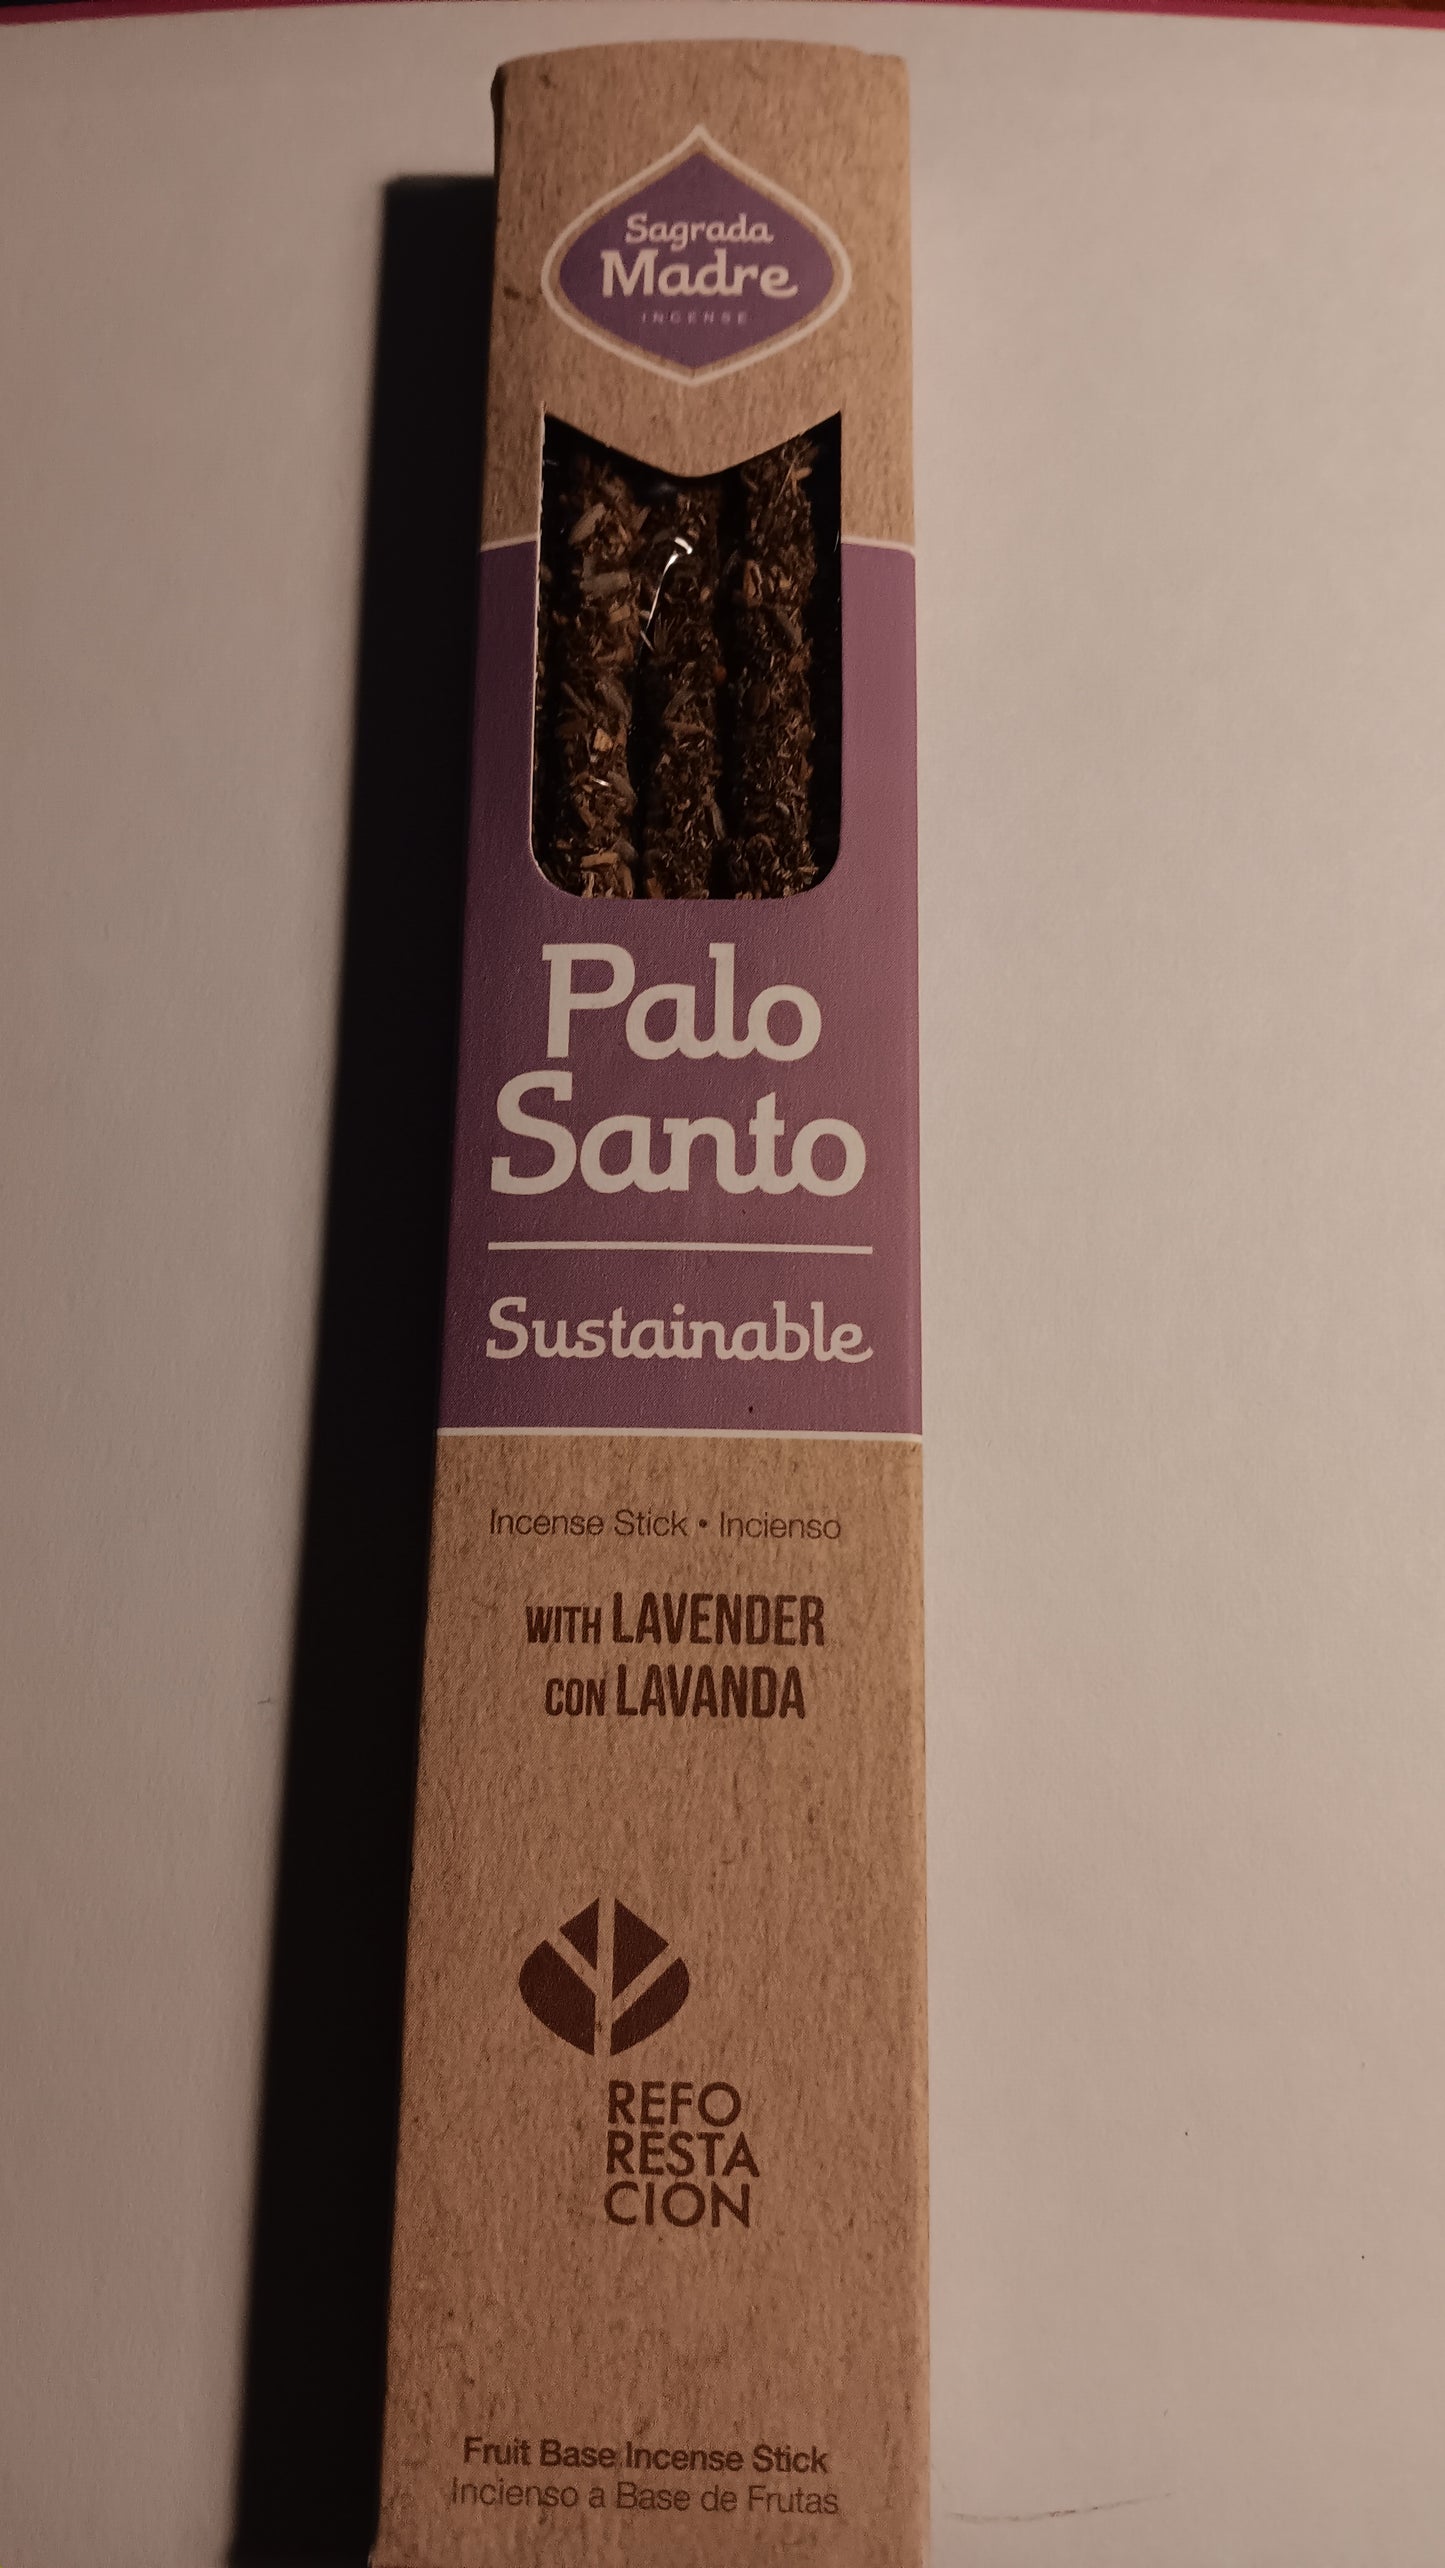 Sagrada
Madre
INCENSE
Palo
Santo
Sustainable
Incense Stick • Incienso
WITH LAVENDER
CON LAVANDA
REFO
RESTA
CION
Fruit Base Incense Stick
Incienso a Base de Frutas